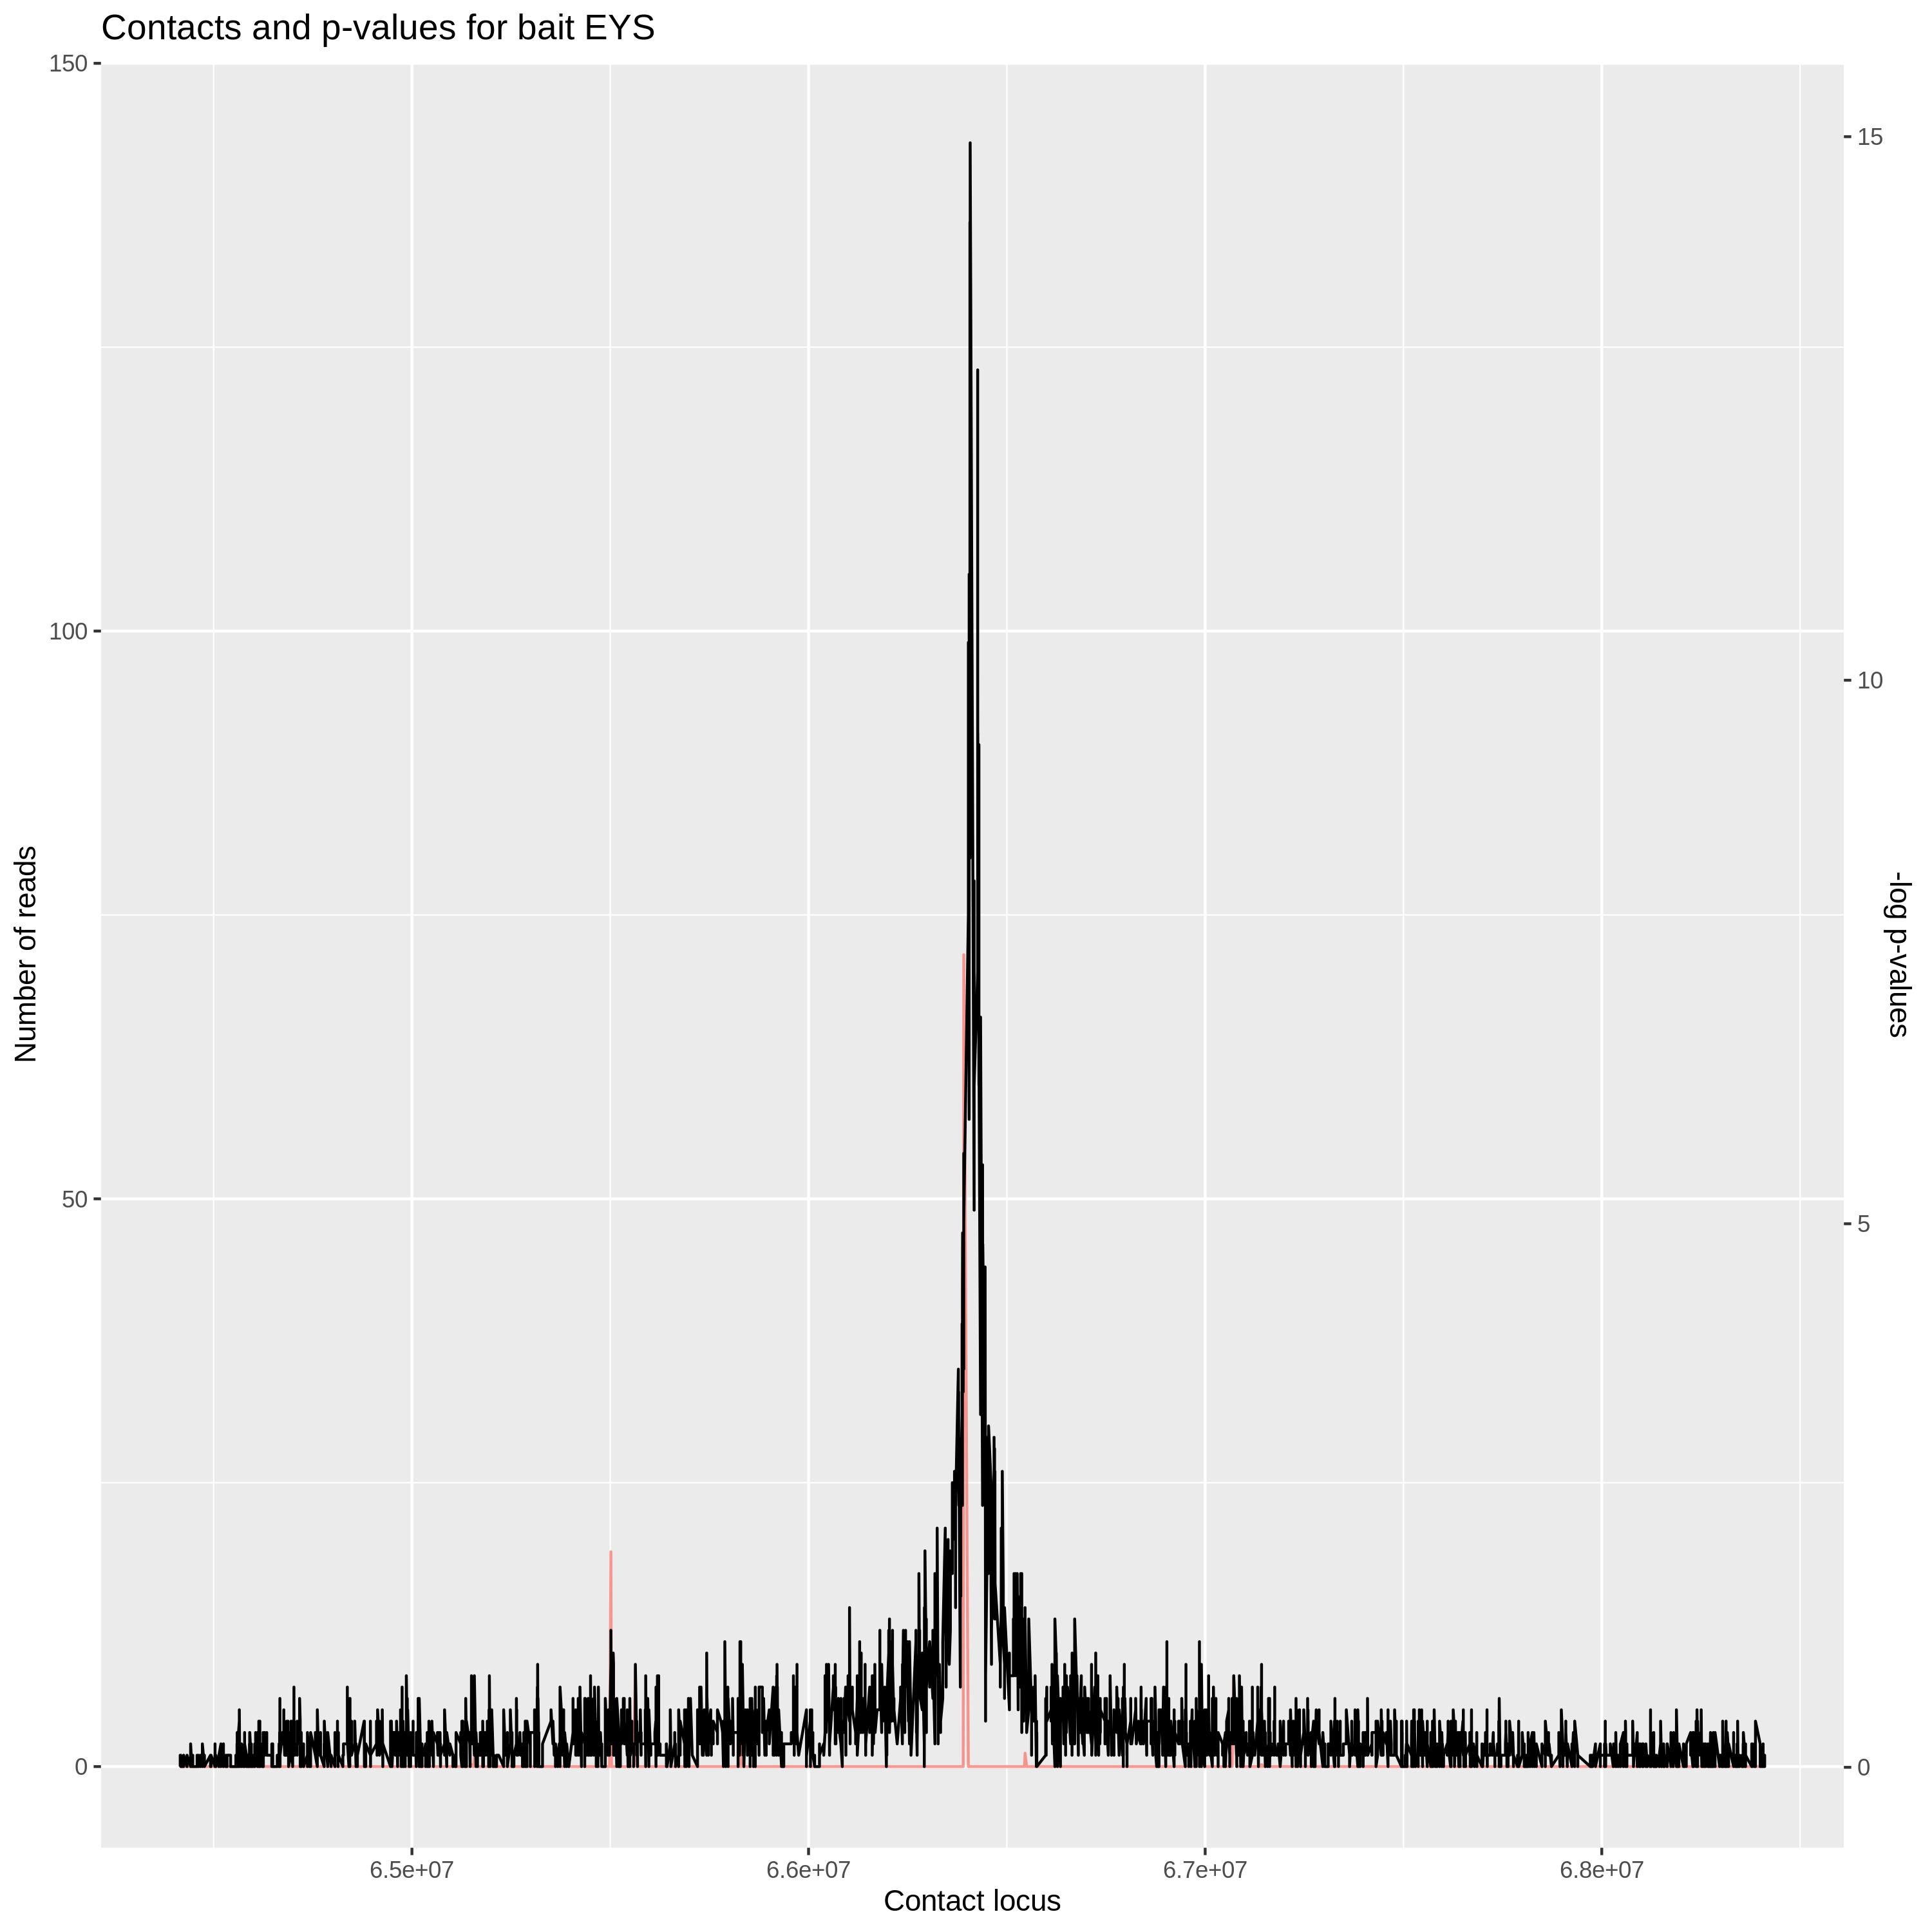 Contacts and p-values for bait EYS
150
100
50
0
Number of reads
15
10
5
0
-log p-values
6.5e+07
6.6e+07
6.7e+07
6.8e+07
Contact locus